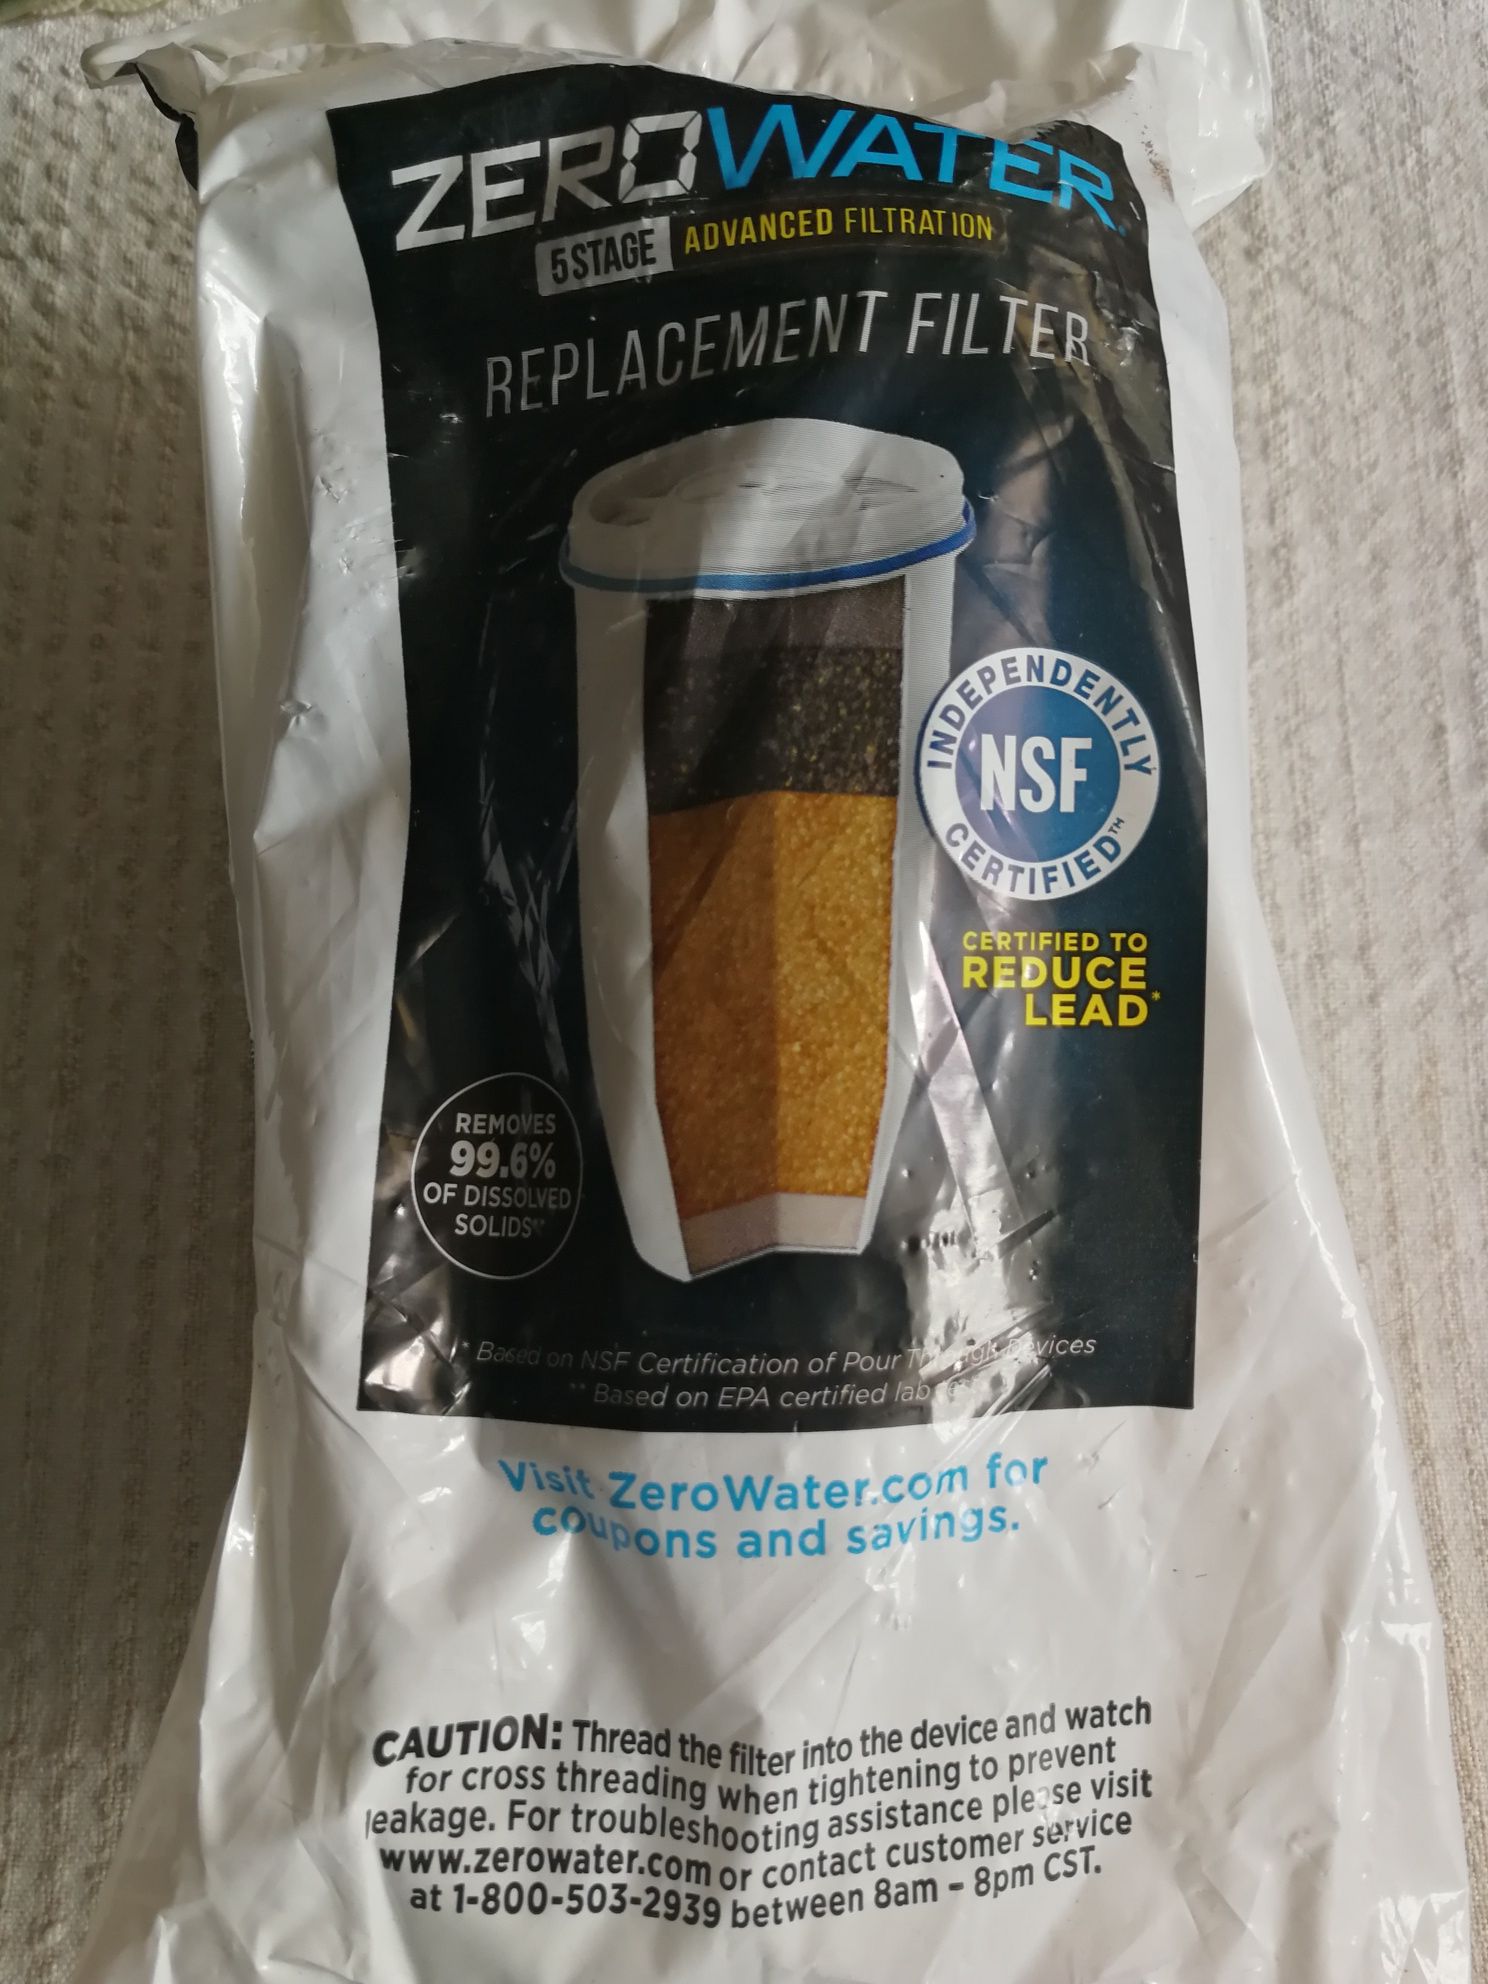 ZEROWATER
5 STAGE ADVANCED FILTRATION
REPLACEMENT FILTER
INDEPENDENTLY
NSF
CERTIFIED™
CERTIFIED TO
REDUCE
LEAD*
REMOVES
99.6%
OF DISSOLVED
SOLIDS**
* Based on NSF Certification of Pour Through Devices
** Based on EPA certified lab
Visit ZeroWater.com for
coupons and savings.
CAUTION: Thread the filter into the device and watch
for cross threading when tightening to prevent
leakage. For troubleshooting assistance please visit
www.zerowater.com or contact customer service
at 1-800-503-2939 between 8am - 8pm CST.